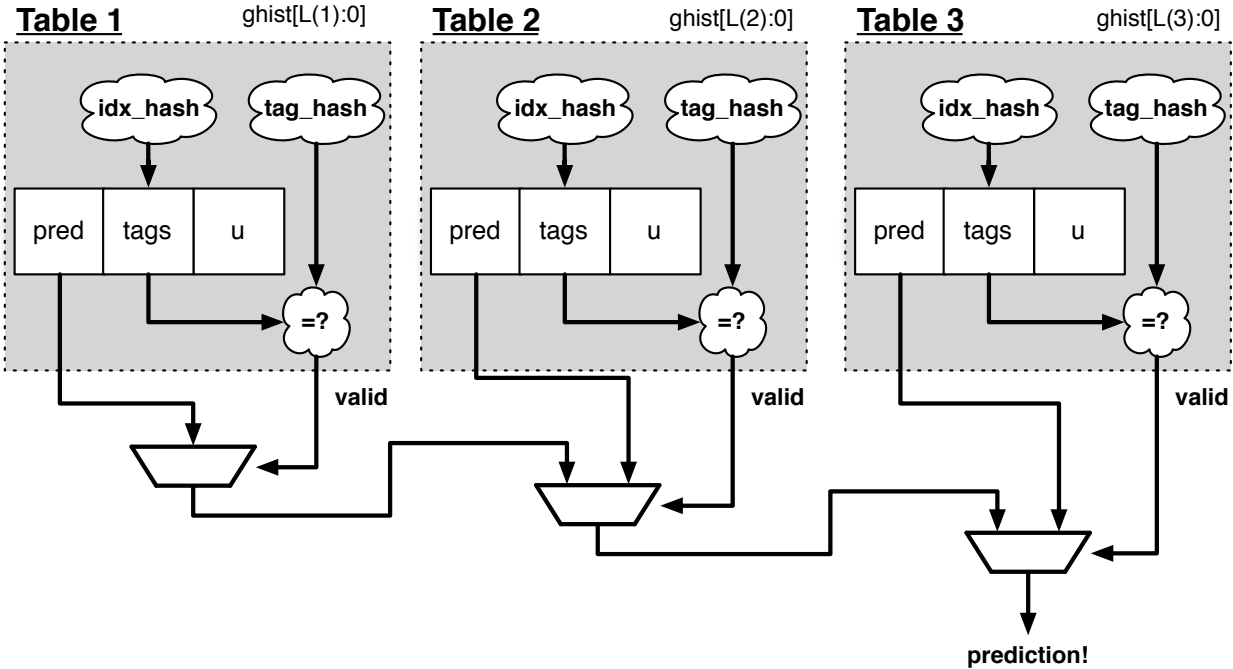 Table 1
ghist[L(1):0]
Table 2
ghist[L(2):0]
Table 3
ghist[L(3):0]
idx_hash
tag_hash
idx_hash
tag_hash
idx_hash
tag_hash
pred
tags
u
pred
tags
u
pred
tags
u
=?
=?
=?
valid
valid
valid
prediction!